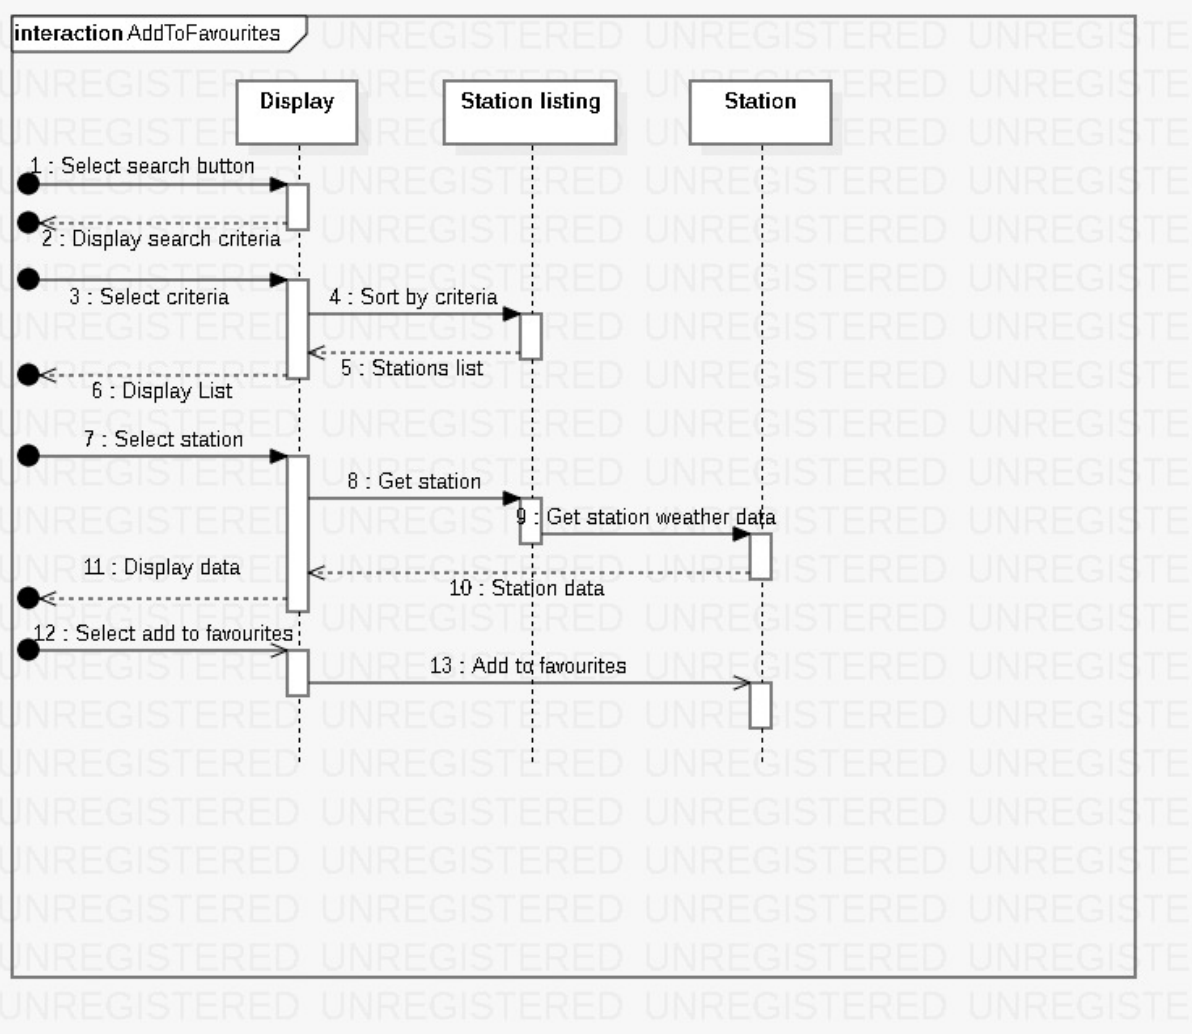 interaction AddToFavourites
Display
Station listing
Station
1 : Select search button
2 : Display search criteria
3 : Select criteria
4 : Sort by criteria
5 : Stations list
6 : Display List
7 : Select station
8 : Get station
9 : Get station weather data
11 : Display data
10 : Station data
12 : Select add to favourites
13 : Add to favourites
UNREGISTERED